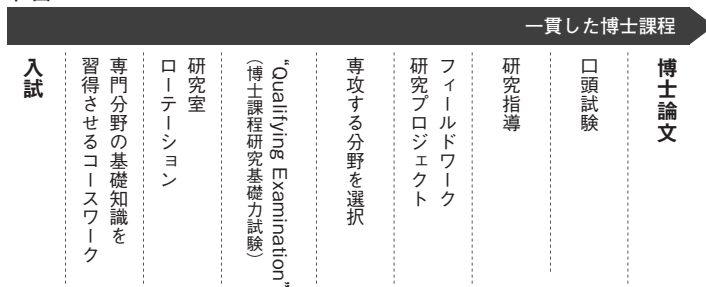 一貫した博士課程
入試
専門分野の基礎知識を
習得させるコースワーク
研究室
ローテーション
“Qualifying Examination”
（博士課程研究基礎力試験）
専攻する分野を選択
フィールドワーク
研究プロジェクト
研究指導
口頭試験
博士論文